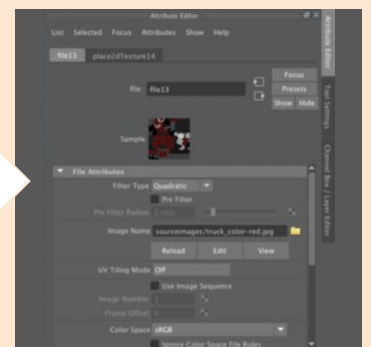 Attribute Editor
List Selected Focus Attributes Show Help
file13 place2dTexture14
file: file13
Focus
Presets
Show Hide
Sample
File Attributes
Filter Type Quadratic
Pre Filter
Pre Filter Radius 2.000
Image Name sourceimages/truck_color-red.jpg
Reload Edit View
UV Tiling Mode Off
Use Image Sequence
Image Number 1
Frame Offset 0
Color Space sRGB
Ignore Color Space File Rules
Attribute Editor
Tool Settings
Channel Box / Layer Editor